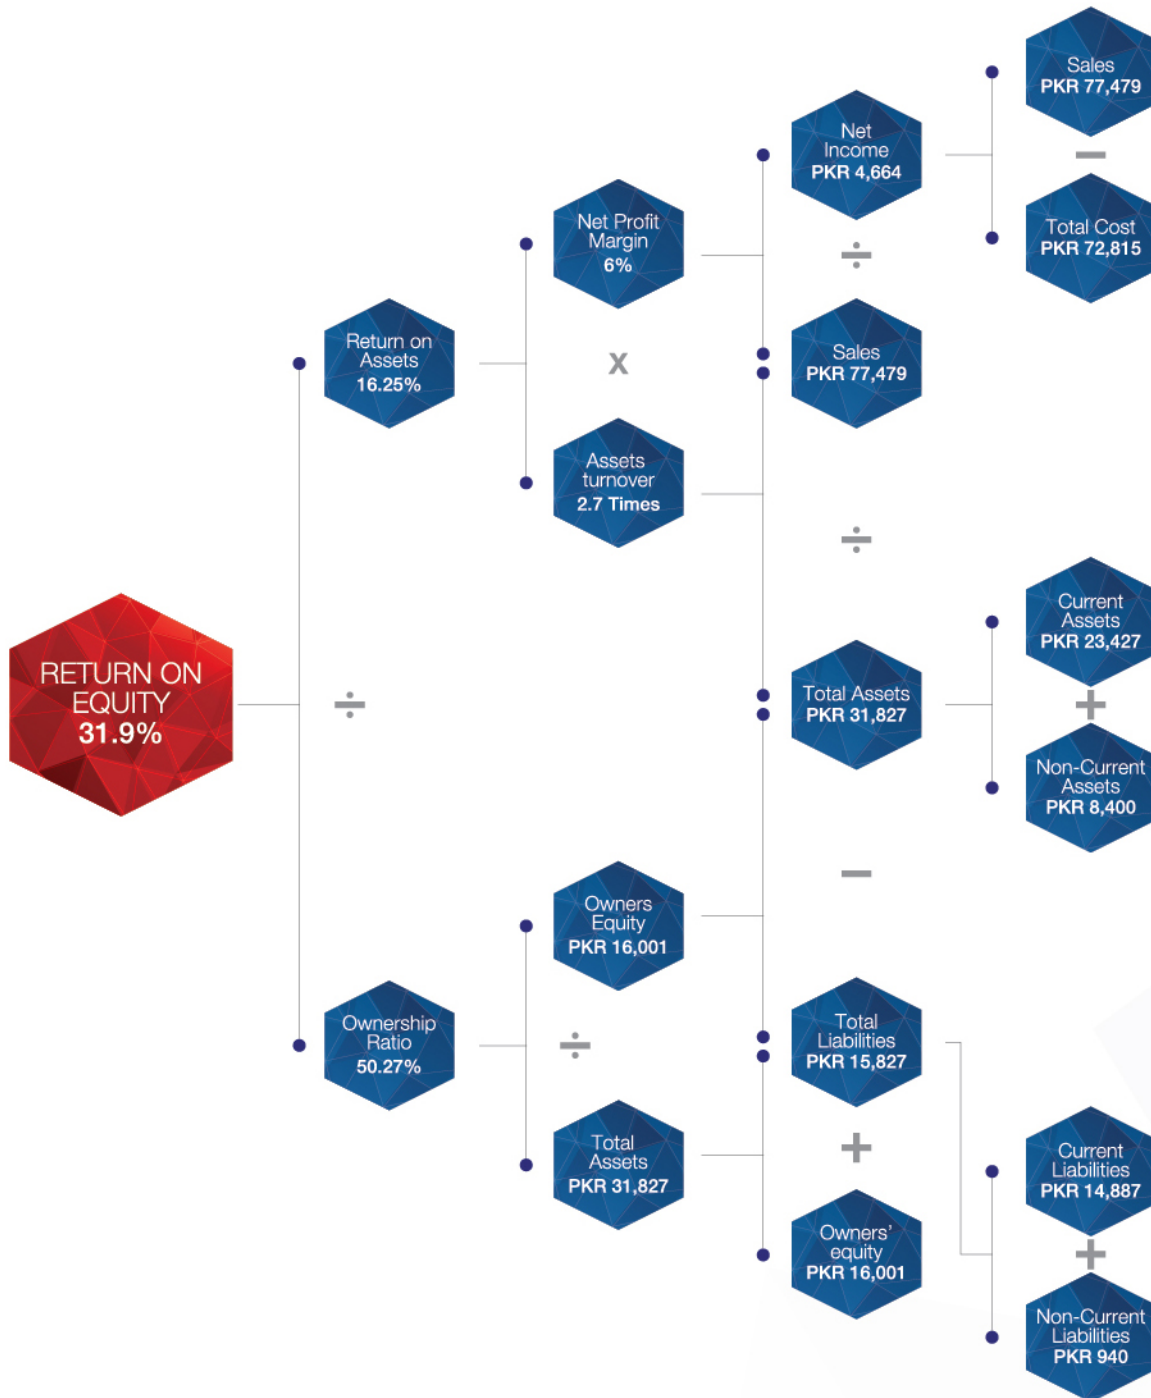 RETURN ON
EQUITY
31.9%
÷
Return on
Assets
16.25%
Ownership
Ratio
50.27%
Net Profit
Margin
6%
x
Assets
turnover
2.7 Times
Owners
Equity
PKR 16,001
÷
Total
Assets
PKR 31,827
Net
Income
PKR 4,664
÷
Sales
PKR 77,479
÷
Total Assets
PKR 31,827
−
Total
Liabilities
PKR 15,827
+
Owners’
equity
PKR 16,001
Sales
PKR 77,479
−
Total Cost
PKR 72,815
Current
Assets
PKR 23,427
+
Non-Current
Assets
PKR 8,400
Current
Liabilities
PKR 14,887
+
Non-Current
Liabilities
PKR 940